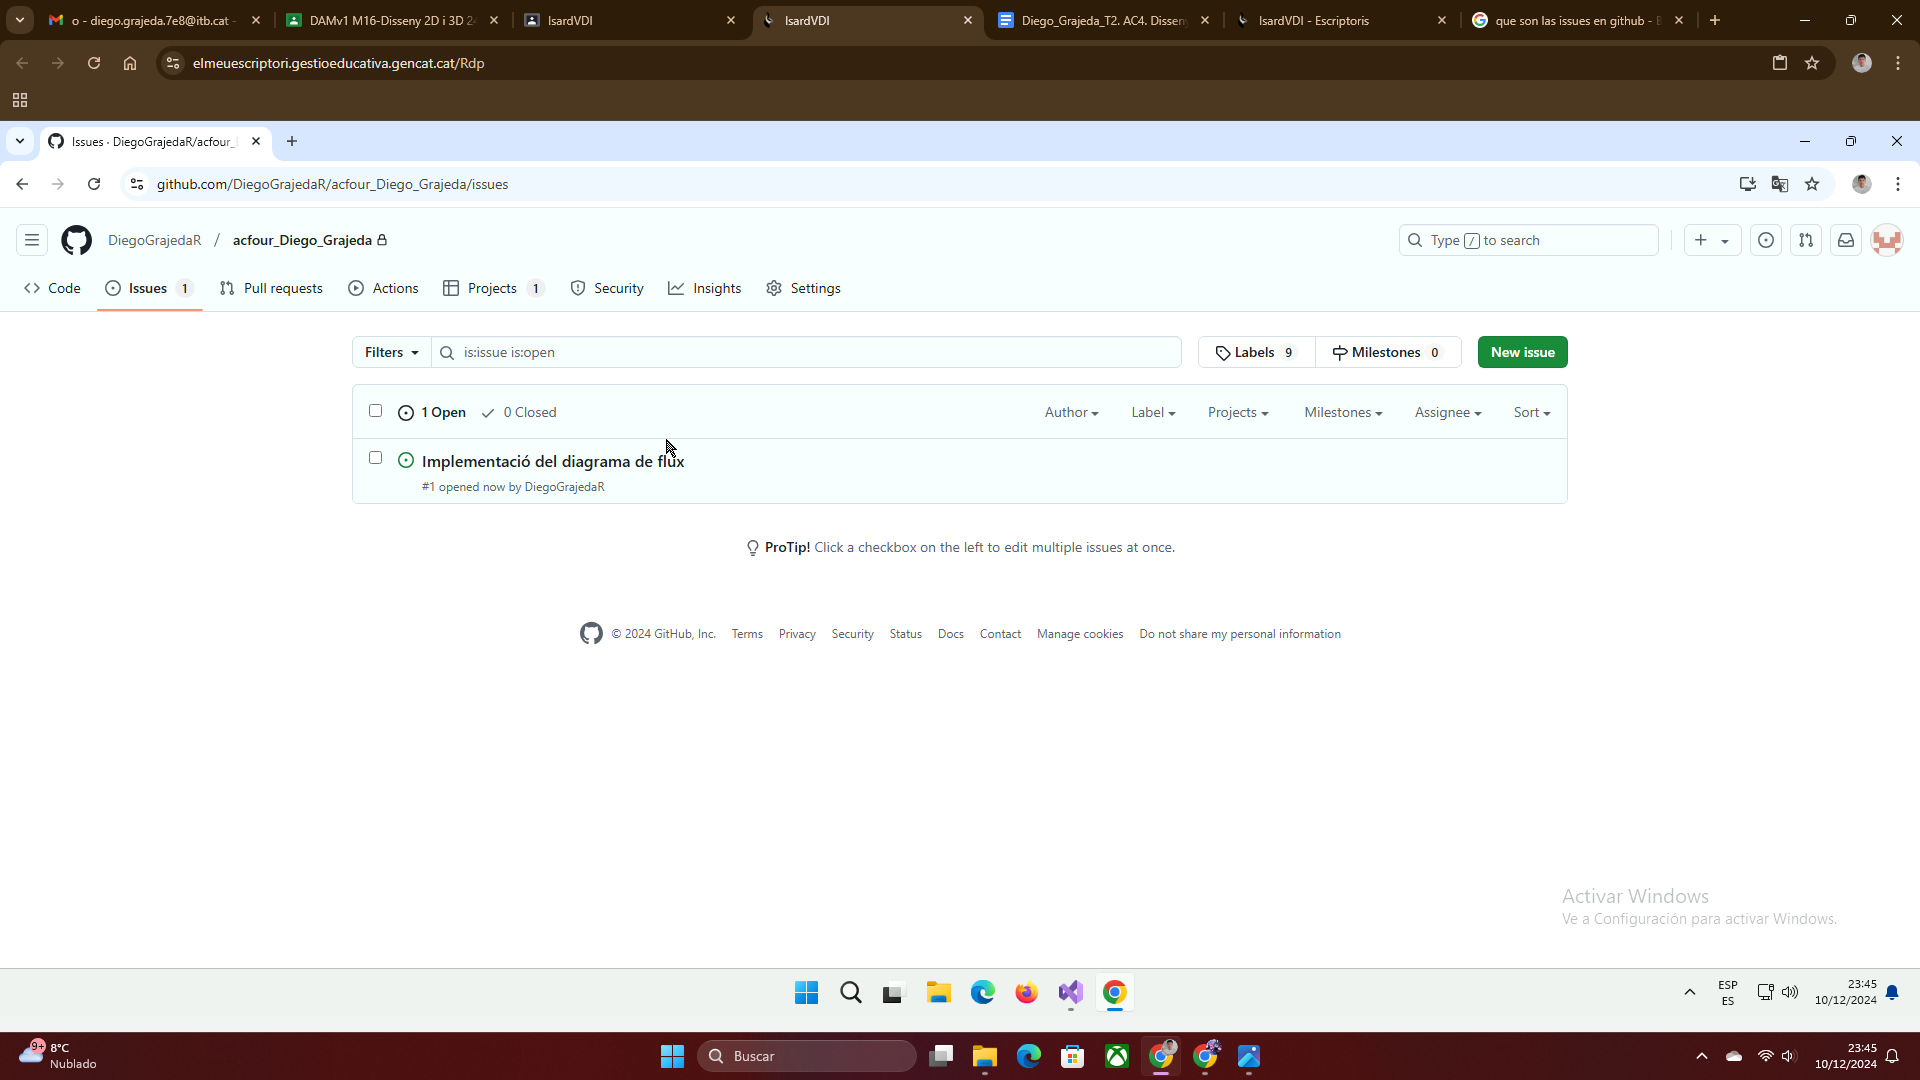 o - diego.grajeda.7e8@itb.cat -
DAMv1 M16-Disseny 2D i 3D 2
IsardVDI
IsardVDI
Diego_Grajeda_T2. AC4. Dissen
IsardVDI - Escriptoris
que son las issues en github -
elmeuescriptori.gestioeducativa.gencat.cat/Rdp
Issues · DiegoGrajedaR/acfour_
github.com/DiegoGrajedaR/acfour_Diego_Grajeda/issues
DiegoGrajedaR / acfour_Diego_Grajeda
Type / to search
Code
Issues 1
Pull requests
Actions
Projects 1
Security
Insights
Settings
Filters
is:issue is:open
Labels 9
Milestones 0
New issue
1 Open
0 Closed
Author
Label
Projects
Milestones
Assignee
Sort
Implementació del diagrama de flux
#1 opened now by DiegoGrajedaR
ProTip! Click a checkbox on the left to edit multiple issues at once.
© 2024 GitHub, Inc.
Terms
Privacy
Security
Status
Docs
Contact
Manage cookies
Do not share my personal information
Activar Windows
Ve a Configuración para activar Windows.
ESP
ES
23:45
10/12/2024
9+
8°C
Nublado
Buscar
23:45
10/12/2024